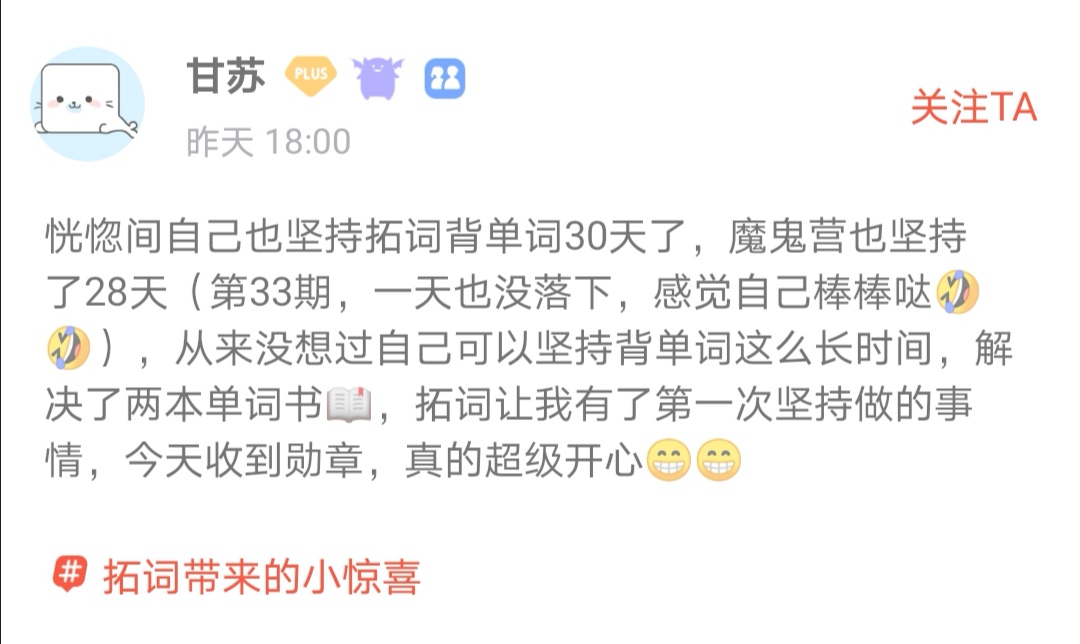 甘苏 PLUS
关注TA
昨天 18:00
恍惚间自己也坚持拓词背单词30天了，魔鬼营也坚持
了28天（第33期，一天也没落下，感觉自己棒棒哒🤣
🤣），从来没想过自己可以坚持背单词这么长时间，解
决了两本单词书📖，拓词让我有了第一次坚持做的事
情，今天收到勋章，真的超级开心😁😁
# 拓词带来的小惊喜